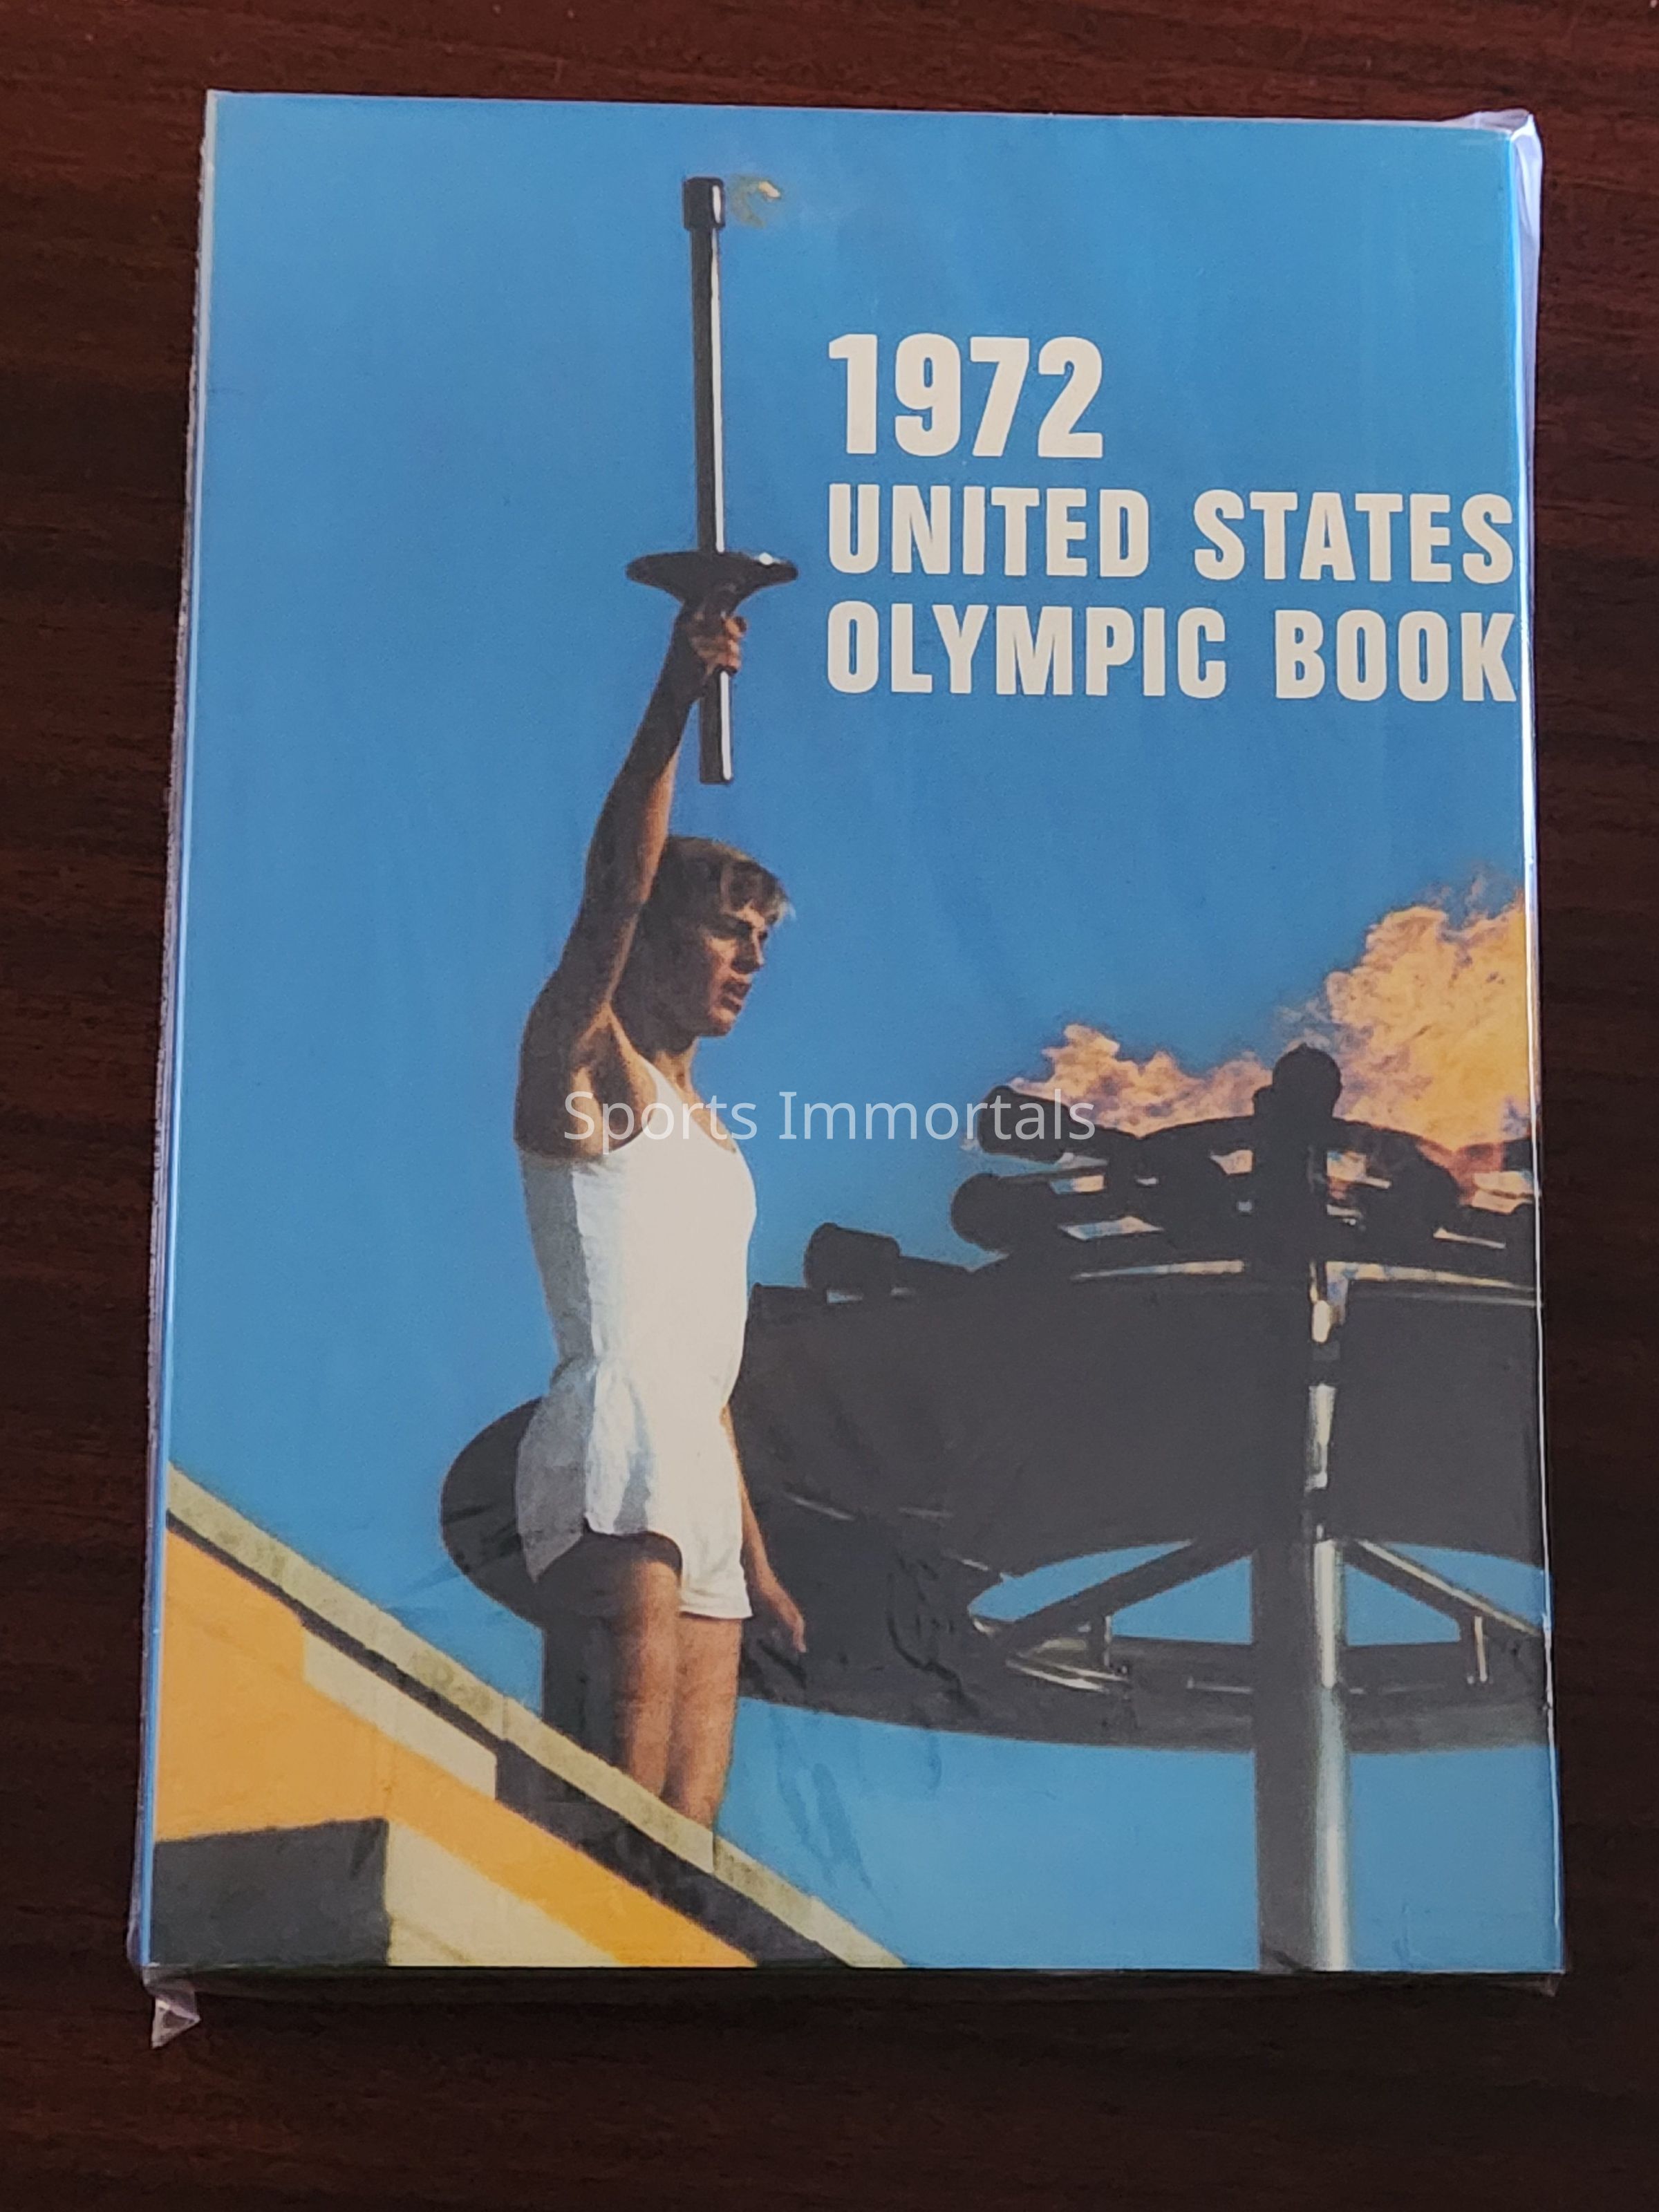 1972
UNITED STATES
OLYMPIC BOOK
Sports Immortals